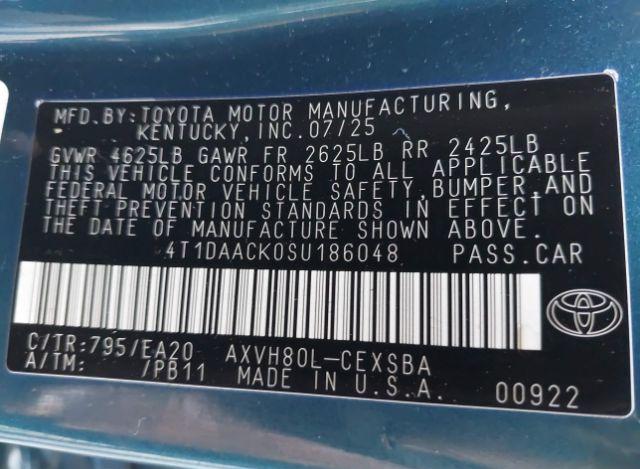 MFD.BY:TOYOTA MOTOR MANUFACTURING,
KENTUCKY,INC.07/25
GVWR 4625LB GAWR FR 2625LB RR 2425LB
THIS VEHICLE CONFORMS TO ALL APPLICABLE
FEDERAL MOTOR VEHICLE SAFETY,BUMPER,AND
THEFT PREVENTION STANDARDS IN EFFECT ON
THE DATE OF MANUFACTURE SHOWN ABOVE.
4T1DAACK0SU186048 PASS.CAR
C/TR:795/EA20 AXVH80L-CEXSBA
A/TM: /PB11 MADE IN U.S.A. 00922